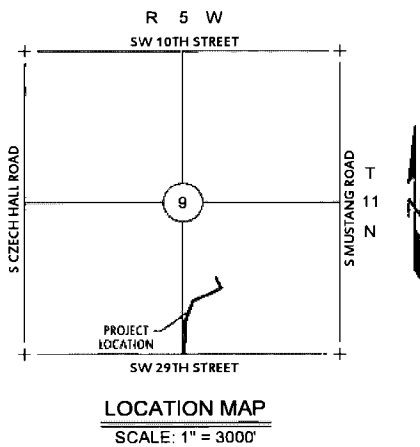 R 5 W
SW 10TH STREET
S CZECH HALL ROAD
9
S MUSTANG ROAD
T
11
N
PROJECT
LOCATION
SW 29TH STREET
LOCATION MAP
SCALE: 1" = 3000'